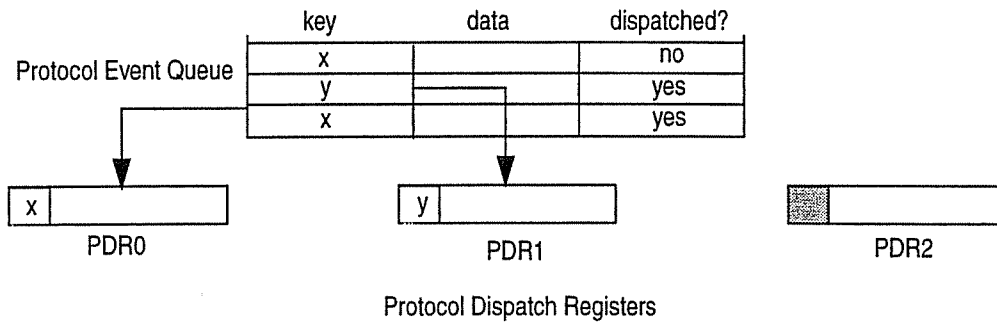 key data dispatched?
x no
Protocol Event Queue
y yes
x yes
x y
PDR0 PDR1 PDR2
Protocol Dispatch Registers